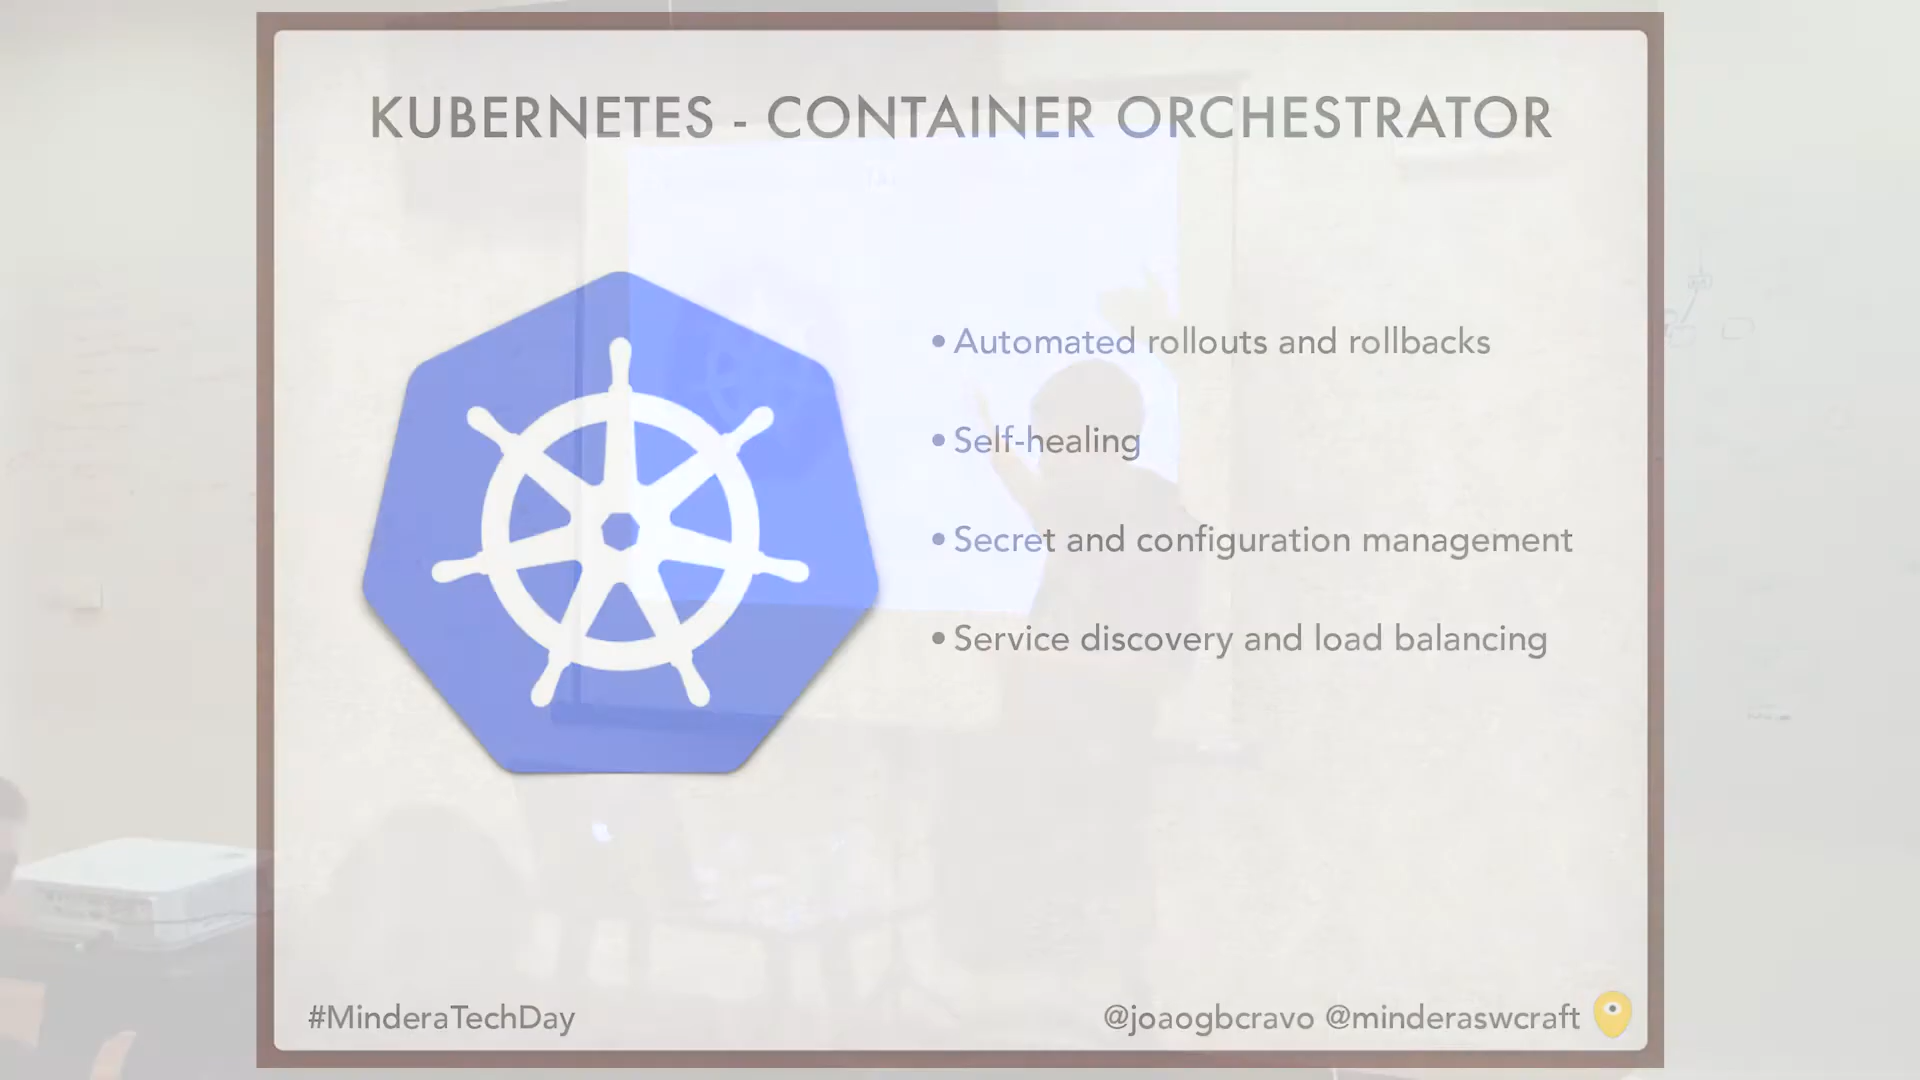 KUBERNETES - CONTAINER ORCHESTRATOR
• Automated rollouts and rollbacks
• Self-healing
• Secret and configuration management
• Service discovery and load balancing
#MinderaTechDay
@joaogbcravo @minderaswcraft